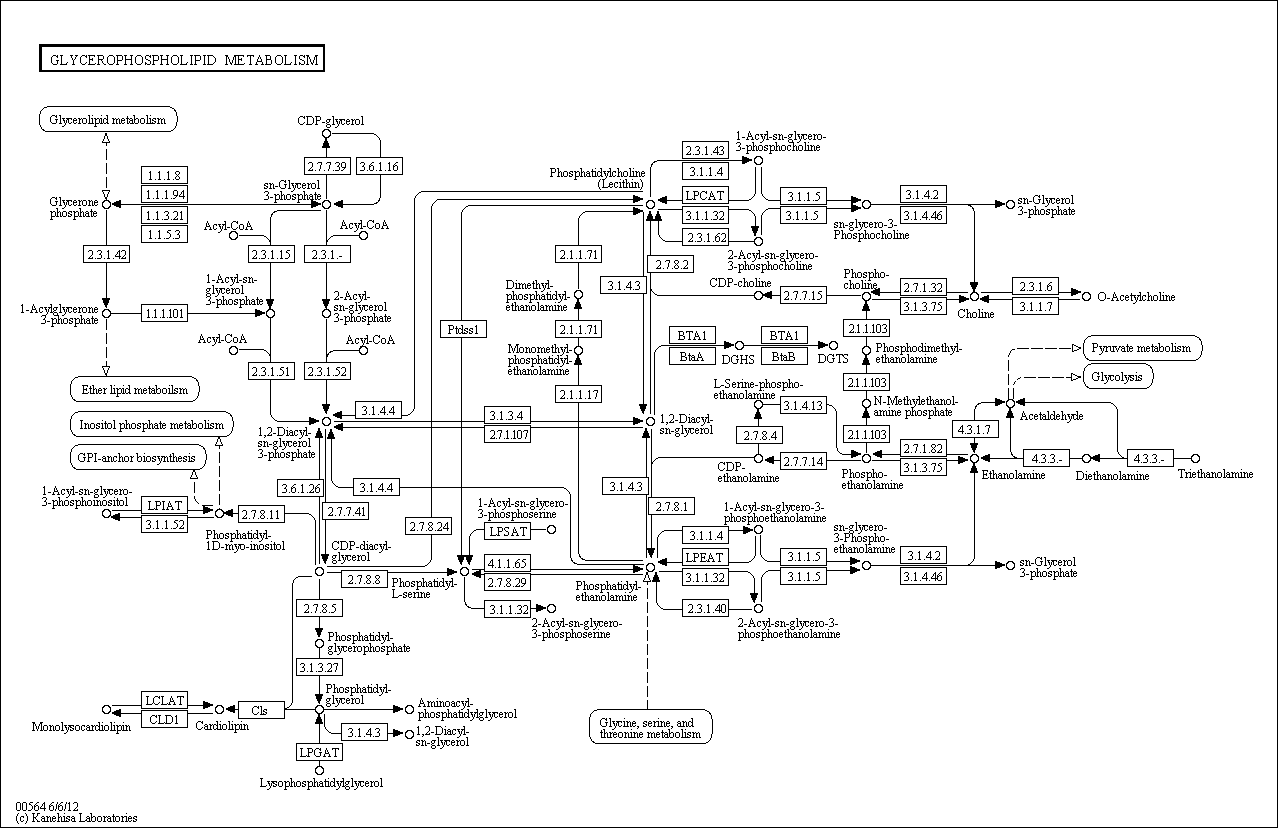 GLYCEROPHOSPHOLIPID METABOLISM
Glycerolipid metabolism
CDP-glycerol
2.7.7.39
3.6.1.16
sn-Glycerol
3-phosphate
1.1.1.8
1.1.1.94
1.1.3.21
1.1.5.3
Glycerone
phosphate
Acyl-CoA
Acyl-CoA
2.3.1.42
2.3.1.15
2.3.1.-
1-Acyl-sn-
glycerol
3-phosphate
2-Acyl-
sn-glycerol
3-phosphate
1-Acylglycerone
3-phosphate
1.1.1.101
Acyl-CoA
Acyl-CoA
2.3.1.51
2.3.1.52
Ether lipid metaboilsm
Inositol phosphate metabolism
GPI-anchor biosynthesis
1,2-Diacyl-
sn-glycerol
3-phosphate
3.1.4.4
3.1.3.4
2.7.1.107
1-Acyl-sn-glycero-
3-phosphoinositol
LPIAT
3.1.1.52
2.7.8.11
Phosphatidyl-
1D-myo-inositol
3.6.1.26
2.7.7.41
3.1.4.4
2.7.8.24
CDP-diacyl-
glycerol
2.7.8.8
Phosphatidyl-
L-serine
2.7.8.5
Phosphatidyl-
glycerophosphate
3.1.3.27
Phosphatidyl-
glycerol
Aminoacyl-
phosphatidylglycerol
3.1.4.3
1,2-Diacyl-
sn-glycerol
LPGAT
Lysophosphatidylglycerol
LCLAT
CLD1
Cls
Monolysocardiolipin
Cardiolipin
Phosphatidylcholine
(Lecithin)
2.3.1.43
3.1.1.4
LPCAT
3.1.1.32
2.3.1.62
1-Acyl-sn-glycero-
3-phosphocholine
2-Acyl-sn-glycero-
3-phosphocholine
3.1.1.5
3.1.1.5
sn-glycero-3-
Phosphocholine
3.1.4.2
3.1.4.46
sn-Glycerol
3-phosphate
2.1.1.71
3.1.4.3
2.7.8.2
Dimethyl-
phosphatidyl-
ethanolamine
Ptdss1
2.1.1.71
Monomethyl-
phosphatidyl-
ethanolamine
2.1.1.17
CDP-choline
2.7.7.15
Phospho-
choline
2.7.1.32
3.1.3.75
Choline
2.3.1.6
3.1.1.7
O-Acetylcholine
BTA1
BtaA
DGHS
BTA1
BtaB
DGTS
2.1.1.103
Phosphodimethyl-
ethanolamine
Pyruvate metabolism
Glycolysis
2.1.1.103
N-Methylethanol-
amine phosphate
Acetaldehyde
L-Serine-phospho-
ethanolamine
3.1.4.13
1,2-Diacyl-
sn-glycerol
2.7.8.4
2.1.1.103
4.3.1.7
CDP-
ethanolamine
2.7.7.14
Phospho-
ethanolamine
2.7.1.82
3.1.3.75
Ethanolamine
4.3.3.-
Diethanolamine
4.3.3.-
Triethanolamine
3.1.4.3
2.7.8.1
1-Acyl-sn-glycero-
3-phosphoserine
LPSAT
4.1.1.65
2.7.8.29
3.1.1.32
2-Acyl-sn-glycero-
3-phosphoserine
Phosphatidyl-
ethanolamine
1-Acyl-sn-glycero-3-
phosphoethanolamine
3.1.1.4
LPEAT
3.1.1.32
2.3.1.40
2-Acyl-sn-glycero-3-
phosphoethanolamine
3.1.1.5
3.1.1.5
sn-glycero-
3-Phospho-
ethanolamine
3.1.4.2
3.1.4.46
sn-Glycerol
3-phosphate
Glycine, serine, and
threonine metabolism
00564 6/6/12
(c) Kanehisa Laboratories